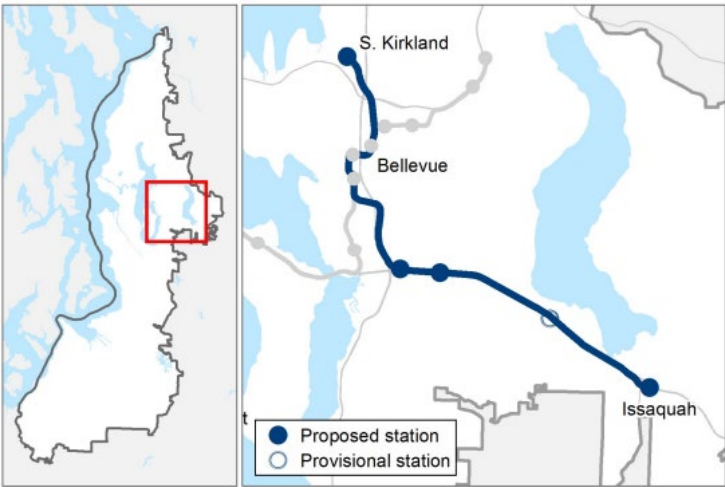 S. Kirkland
Bellevue
Issaquah
t
Proposed station
Provisional station